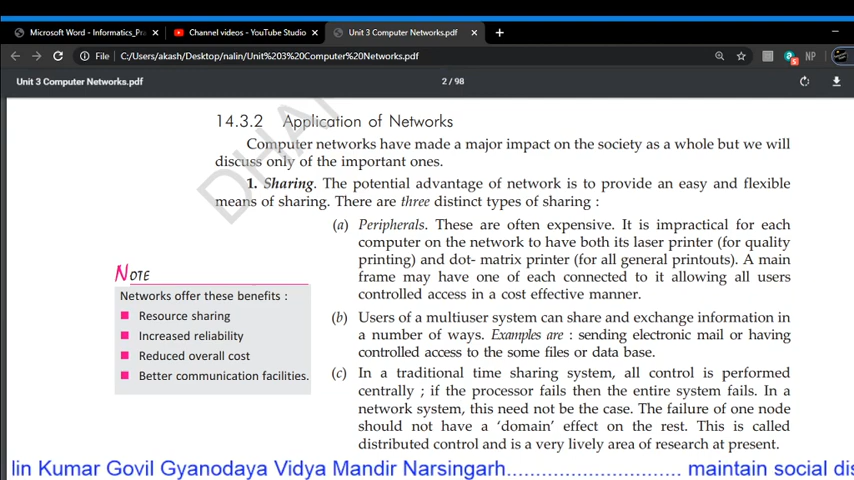 Microsoft Word - Informatics_Pra
Channel videos - YouTube Studio
Unit 3 Computer Networks.pdf
File C:/Users/akash/Desktop/nalin/Unit%203%20Computer%20Networks.pdf
NP
Unit 3 Computer Networks.pdf
2 / 98
14.3.2 Application of Networks
Computer networks have made a major impact on the society as a whole but we will
discuss only of the important ones.
1. Sharing. The potential advantage of network is to provide an easy and flexible
means of sharing. There are three distinct types of sharing :
(a) Peripherals. These are often expensive. It is impractical for each
computer on the network to have both its laser printer (for quality
printing) and dot- matrix printer (for all general printouts). A main
frame may have one of each connected to it allowing all users
controlled access in a cost effective manner.
NOTE
Networks offer these benefits :
Resource sharing
Increased reliability
Reduced overall cost
Better communication facilities.
(b) Users of a multiuser system can share and exchange information in
a number of ways. Examples are : sending electronic mail or having
controlled access to the some files or data base.
(c) In a traditional time sharing system, all control is performed
centrally ; if the processor fails then the entire system fails. In a
network system, this need not be the case. The failure of one node
should not have a ‘domain’ effect on the rest. This is called
distributed control and is a very lively area of research at present.
DHAN
lin Kumar Govil Gyanodaya Vidya Mandir Narsingarh................................ maintain social dis